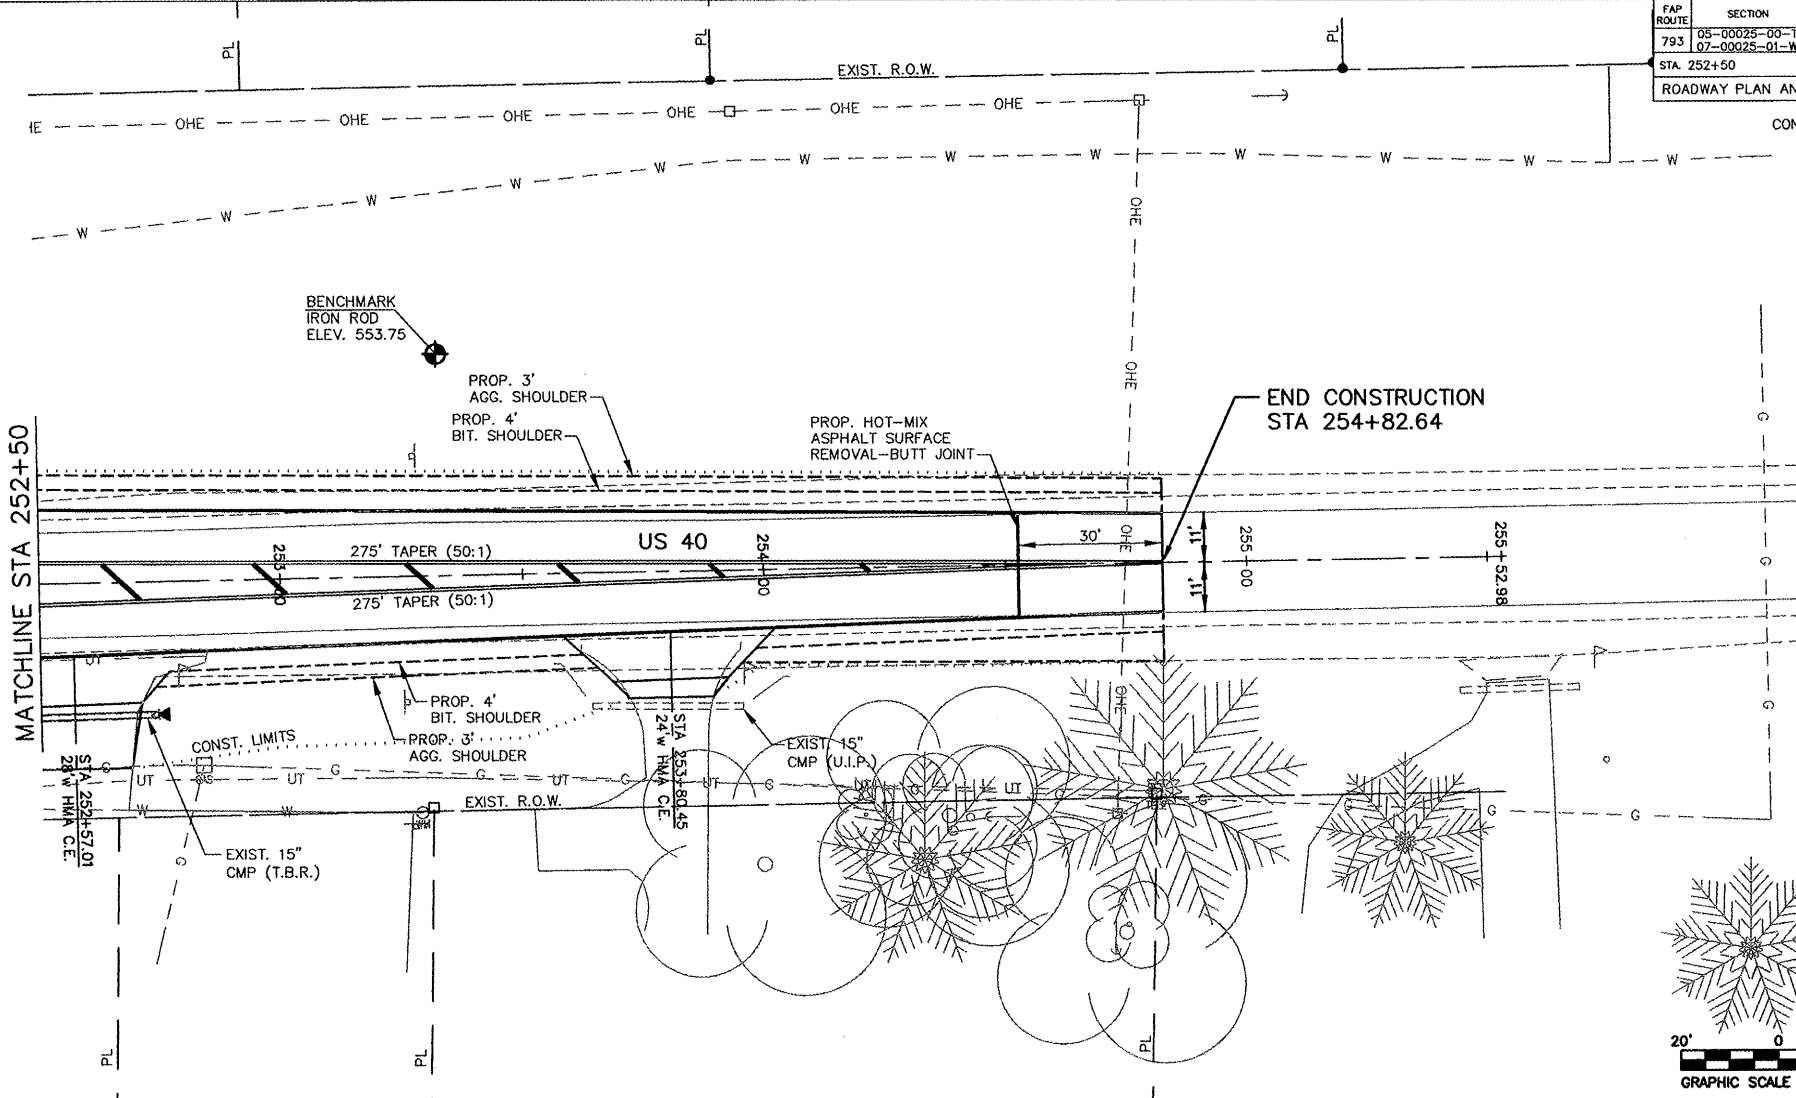 FAP ROUTE
SECTION
793
05-00025-00-T
07-00025-01-W
STA. 252+50
ROADWAY PLAN AN
CON
PL
PL
PL
EXIST. R.O.W.
HE
OHE
OHE
OHE
OHE
OHE
OHE
W
W
W
W
W
W
W
W
W
W
W
W
OHE
OHE
OHE
OHE
BENCHMARK
IRON ROD
ELEV. 553.75
PROP. 3'
AGG. SHOULDER
PROP. 4'
BIT. SHOULDER
PROP. HOT-MIX
ASPHALT SURFACE
REMOVAL-BUTT JOINT
END CONSTRUCTION
STA 254+82.64
MATCHLINE STA 252+50
253+00
275' TAPER (50:1)
275' TAPER (50:1)
US 40
254+00
30'
11'
11'
255+00
255+52.98
G
G
G
PROP. 4'
BIT. SHOULDER
PROP. 3'
AGG. SHOULDER
CONST. LIMITS
STA 252+57.01
28'w HMA C.E.
STA 253+80.45
24'w HMA C.E.
EXIST. 15"
CMP (U.I.P.)
G
UT
UT
G
G
UT
G
UT
G
UT
G
G
G
G
G
W
W
EXIST. R.O.W.
EXIST. 15"
CMP (T.B.R.)
G
PL
PL
PL
20'
0
GRAPHIC SCALE